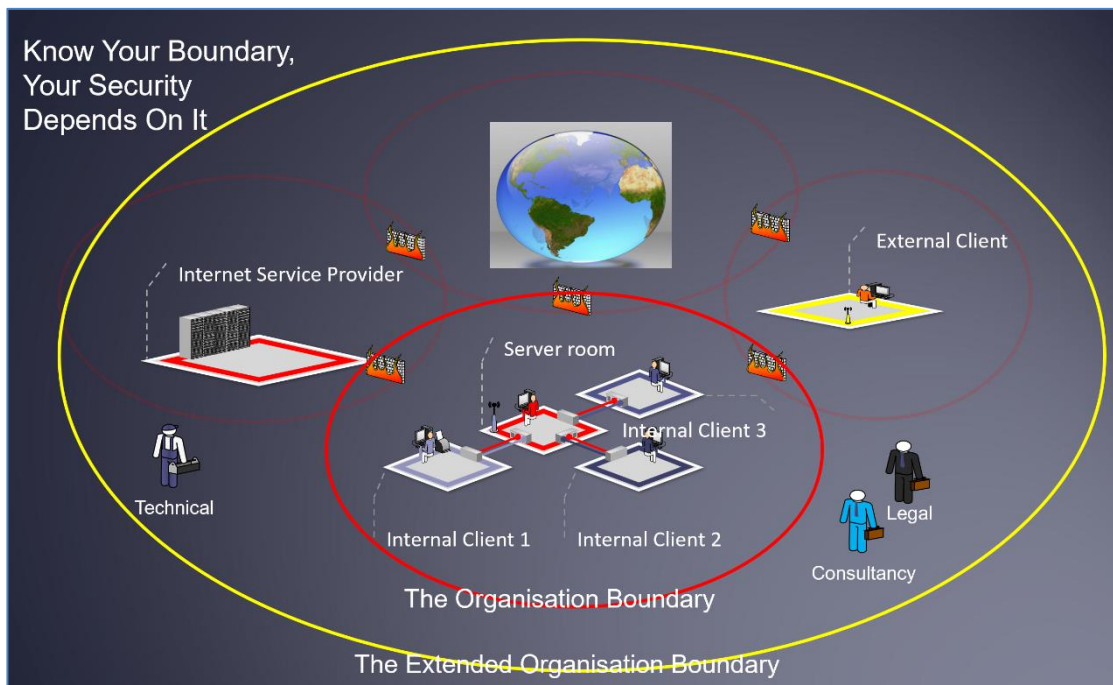 Know Your Boundary,
Your Security
Depends On It
External Client
Internet Service Provider
Server room
Internal Client 3
Technical
Legal
Internal Client 1
Internal Client 2
Consultancy
The Organisation Boundary
The Extended Organisation Boundary